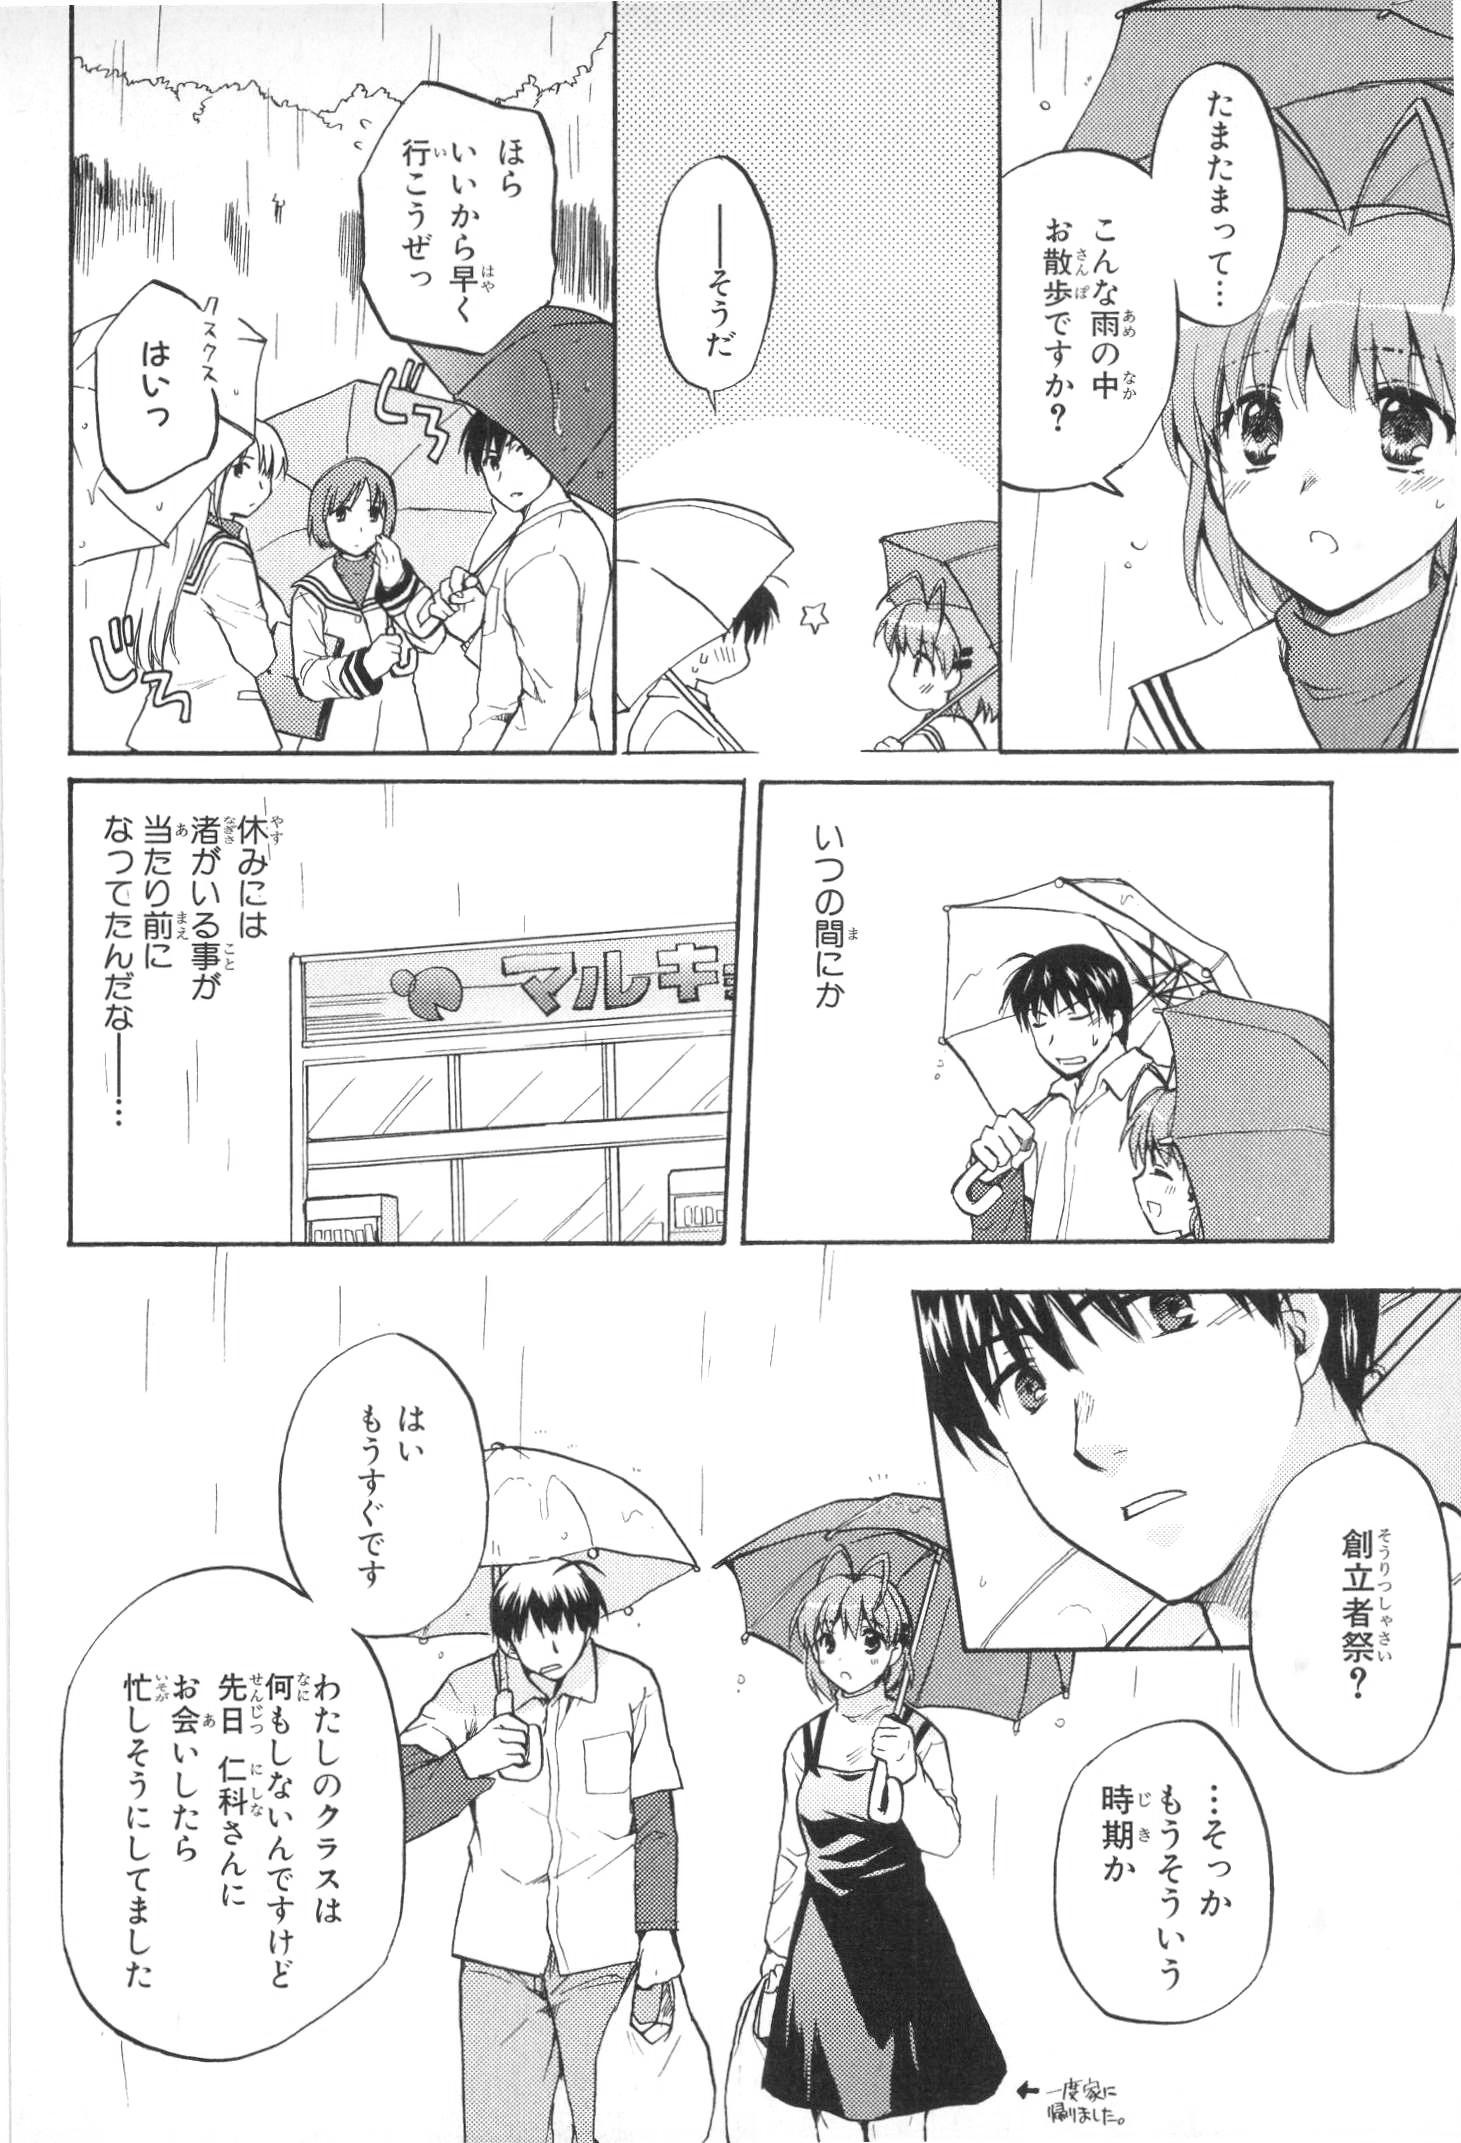 たまたまって…
こんな雨の中
お散歩ですか?
――そうだ
ほら
いいから早く
行こうぜっ
クスクス
はいっ
じろ
じろ
いつの間にか
休みには
渚がいる事が
当たり前に
なってたんだな――…
マルキ
創立者祭?
…そっか
もうそういう
時期か
はい
もうすぐです
わたしのクラスは
何もしないんですけど
先日 仁科さんに
お会いしたら
忙しそうにしてました
←一度家に
帰りました。